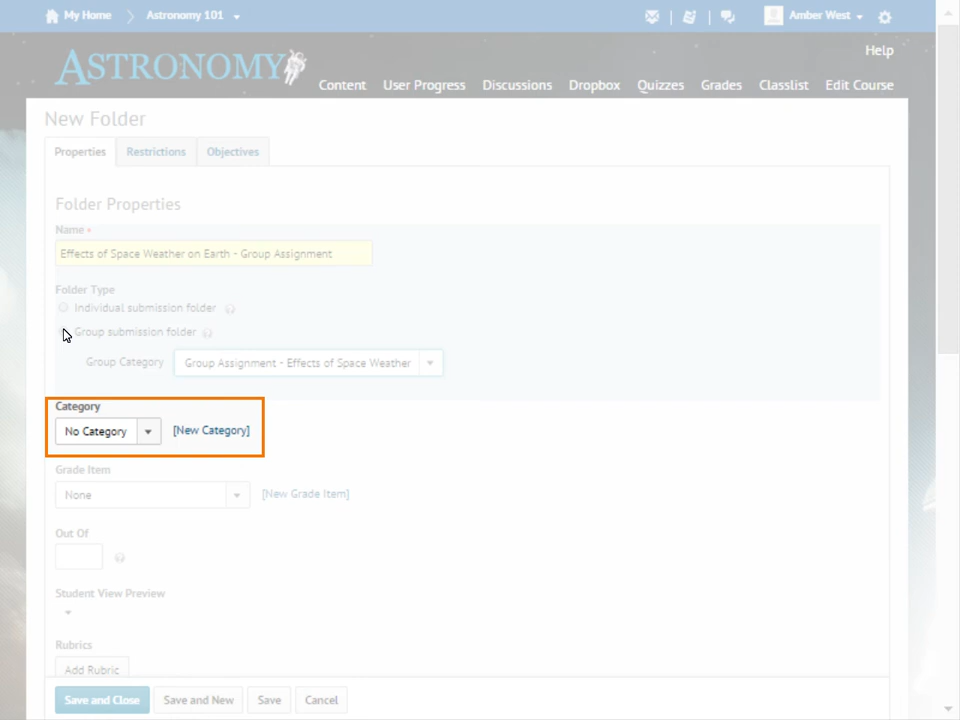 My Home
Astronomy 101
Amber West
ASTRONOMY
Help
Content User Progress Discussions Dropbox Quizzes Grades Classlist Edit Course
New Folder
Properties Restrictions Objectives
Folder Properties
Name *
Effects of Space Weather on Earth - Group Assignment
Folder Type
Individual submission folder ?
Group submission folder ?
Group Category Group Assignment - Effects of Space Weather
Category
No Category [New Category]
Grade Item
None [New Grade Item]
Out Of
?
Student View Preview
Rubrics
Add Rubric
Save and Close Save and New Save Cancel